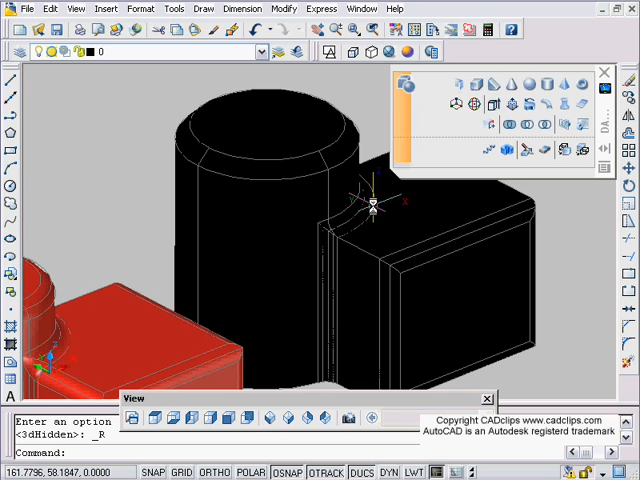 File Edit View Insert Format Tools Draw Dimension Modify Express Window Help
0
DA...
X
Y
View
Enter an option
<3dHidden>: _R
Command:
Copyright CADclips www.cadclips.com
AutoCAD is an Autodesk registerd trademark
161.7796, 58.1847, 0.0000 SNAP GRID ORTHO POLAR OSNAP OTRACK DUCS DYN LWT